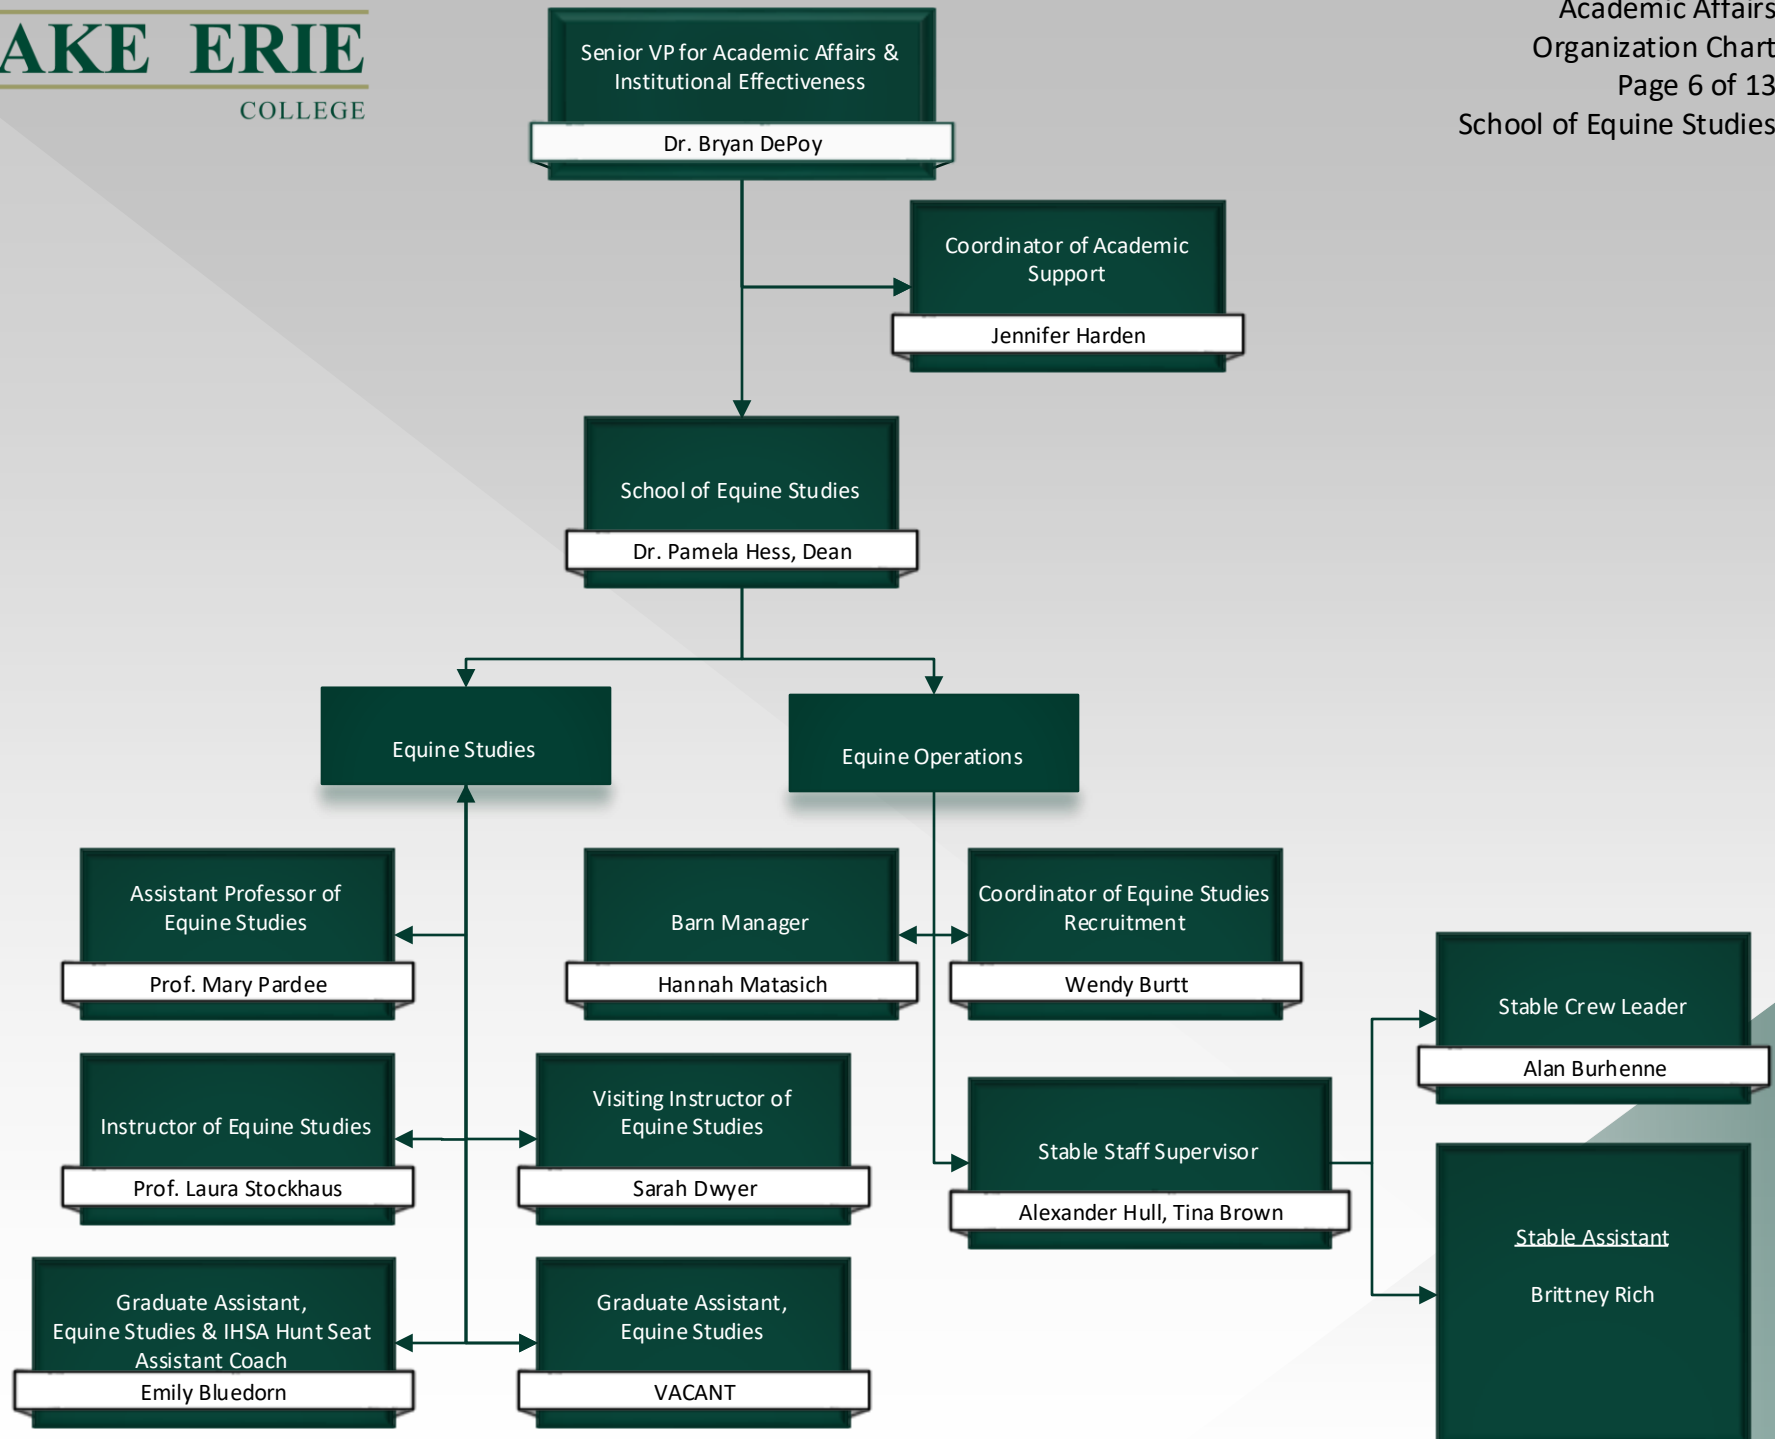 AKE ERIE
COLLEGE
Academic Affairs
Organization Chart
Page 6 of 13
School of Equine Studies
Senior VP for Academic Affairs &
Institutional Effectiveness
Dr. Bryan DePoy
Coordinator of Academic
Support
Jennifer Harden
School of Equine Studies
Dr. Pamela Hess, Dean
Equine Studies
Equine Operations
Assistant Professor of
Equine Studies
Prof. Mary Pardee
Barn Manager
Hannah Matasich
Coordinator of Equine Studies
Recruitment
Wendy Burtt
Stable Crew Leader
Alan Burhenne
Instructor of Equine Studies
Prof. Laura Stockhaus
Visiting Instructor of
Equine Studies
Sarah Dwyer
Stable Staff Supervisor
Alexander Hull, Tina Brown
Stable Assistant
Brittney Rich
Graduate Assistant,
Equine Studies & IHSA Hunt Seat
Assistant Coach
Emily Bluedorn
Graduate Assistant,
Equine Studies
VACANT